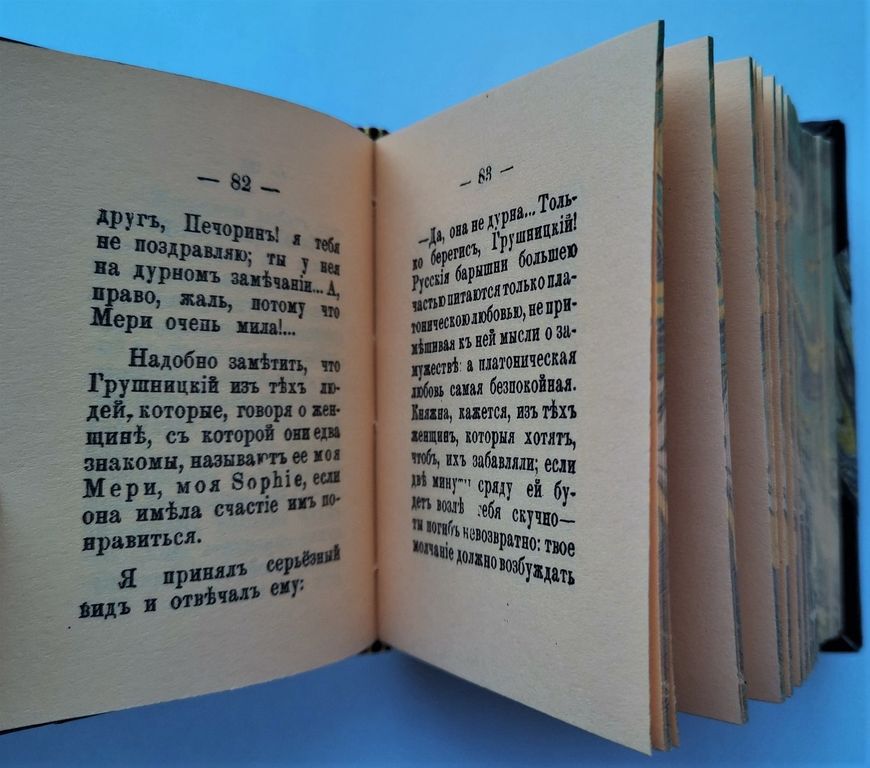 — 82 —
другъ, Печоринъ! я тебя
не поздравляю; ты у нея
на дурномъ замѣчаніи... А,
право, жаль, потому что
Мери очень мила!...
Надобно замѣтить, что
Грушницкій изъ тѣхъ лю-
дей, которые, говоря о жен-
щинѣ, съ которой они едва
знакомы, называютъ ее моя
Мери, моя Sophie, если
она имѣла счастіе имъ по-
нравиться.
Я принялъ серьёзный
видъ и отвѣчалъ ему:
— 83 —
—Да, она не дурна... Толь-
ко берегись, Грушницкій!
Русскія барышни большею
частью питаются только пла-
тоническою любовью, не при-
мѣшивая къ ней мысли о за-
мужествѣ: а платоническая
любовь самая безпокойная.
Княжна, кажется, изъ тѣхъ
женщинъ, которыя хотятъ,
чтобъ, ихъ забавляли; если
двѣ минуты сряду ей бу-
детъ возлѣ тебя скучно—
ты погибъ невозвратно: твое
молчаніе должно возбуждать